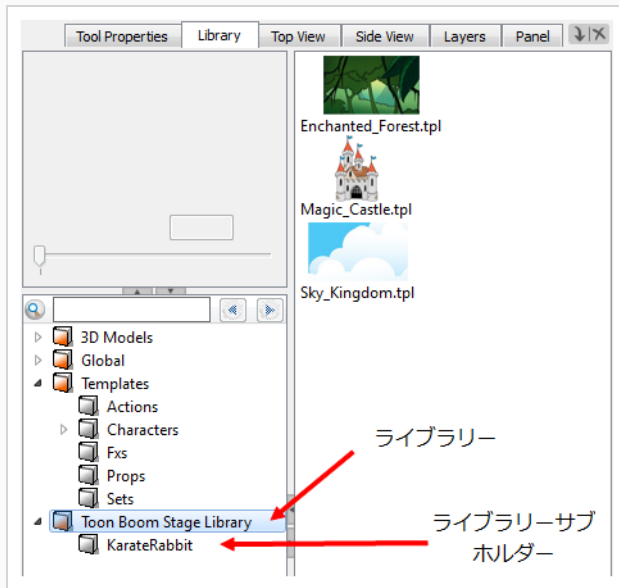 Tool Properties
Library
Top View
Side View
Layers
Panel
Enchanted_Forest.tpl
Magic_Castle.tpl
Sky_Kingdom.tpl
3D Models
Global
Templates
Actions
Characters
Fxs
Props
Sets
Toon Boom Stage Library
KarateRabbit
ライブラリー
ライブラリーサブ
ホルダー